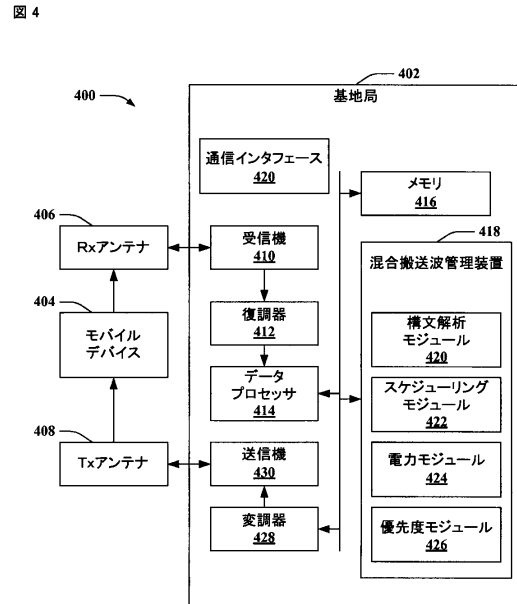 図 4
402
400
基地局
通信インタフェース
420
メモリ
416
406
418
Rxアンテナ
受信機
410
混合搬送波管理装置
404
復調器
412
モバイル
デバイス
構文解析
モジュール
420
データ
プロセッサ
414
スケジューリング
モジュール
422
408
Txアンテナ
送信機
430
電力モジュール
424
変調器
428
優先度モジュール
426